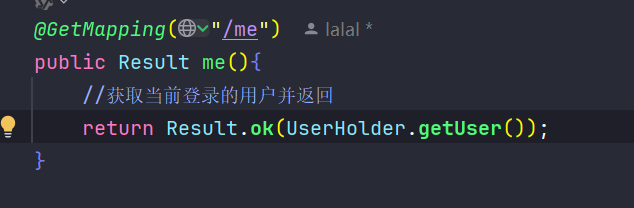 @GetMapping("/me") lalal *
public Result me(){
//获取当前登录的用户并返回
return Result.ok(UserHolder.getUser());
}